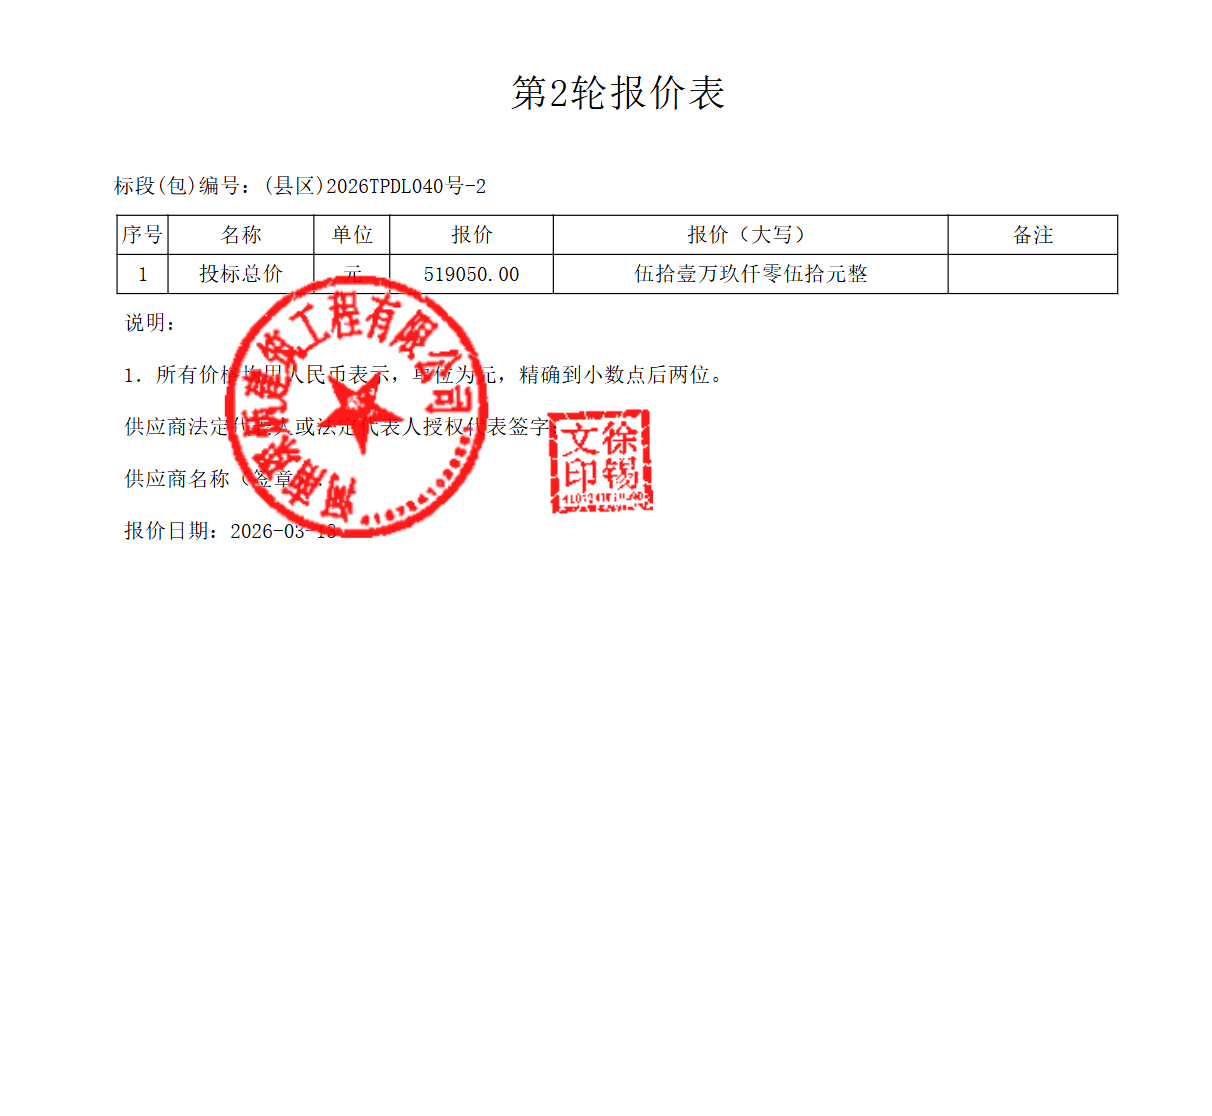 第2轮报价表
标段(包)编号：(县区)2026TPDL040号-2
序号 名称 单位 报价 报价（大写） 备注
1 投标总价 元 519050.00 伍拾壹万玖仟零伍拾元整
说明：
1. 所有价格均用人民币表示，单位为元，精确到小数点后两位。
供应商法定代表人或法定代表人授权代表签字：
供应商名称（签章）：
报价日期：2026-03-13
建筑工程有限公司
徐锡文印